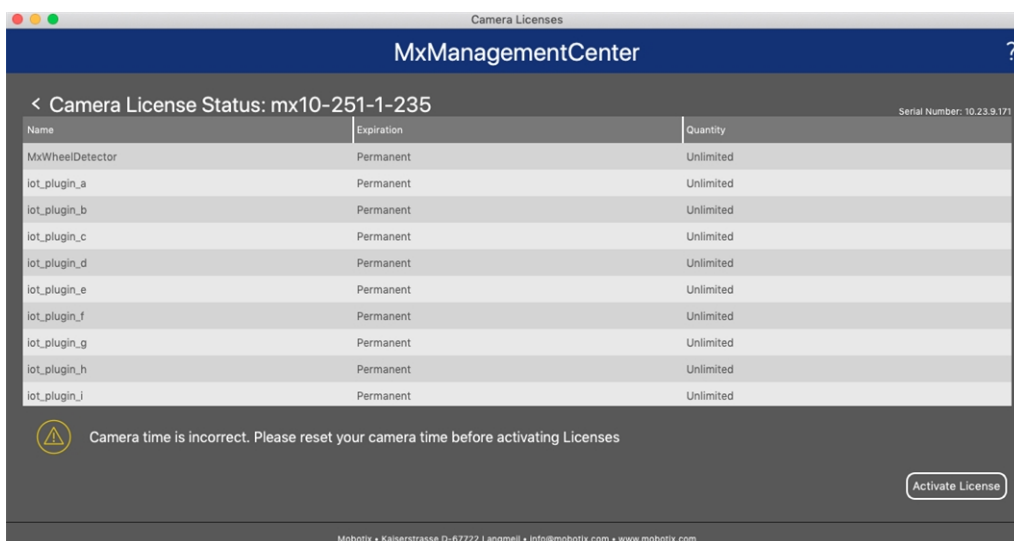 Camera Licenses
MxManagementCenter
?
< Camera License Status: mx10-251-1-235
Serial Number: 10.23.9.171
Name Expiration Quantity
MxWheelDetector Permanent Unlimited
iot_plugin_a Permanent Unlimited
iot_plugin_b Permanent Unlimited
iot_plugin_c Permanent Unlimited
iot_plugin_d Permanent Unlimited
iot_plugin_e Permanent Unlimited
iot_plugin_f Permanent Unlimited
iot_plugin_g Permanent Unlimited
iot_plugin_h Permanent Unlimited
iot_plugin_i Permanent Unlimited
Camera time is incorrect. Please reset your camera time before activating Licenses
Activate License
Mobotix • Kaiserstrasse D-67722 Langmeil • info@mobotix.com • www.mobotix.com